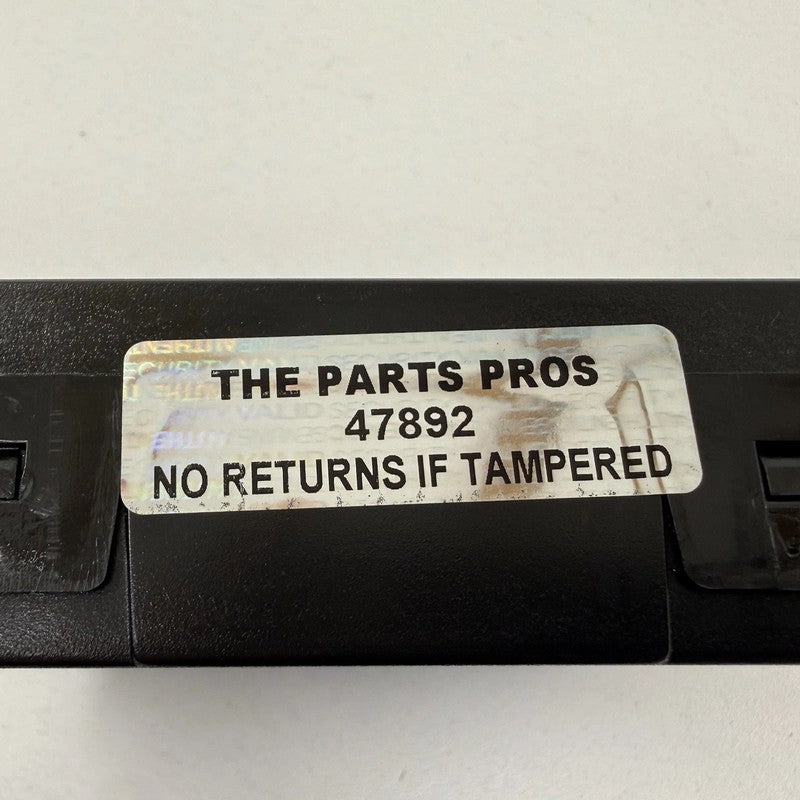 THE PARTS PROS
47892
NO RETURNS IF TAMPERED